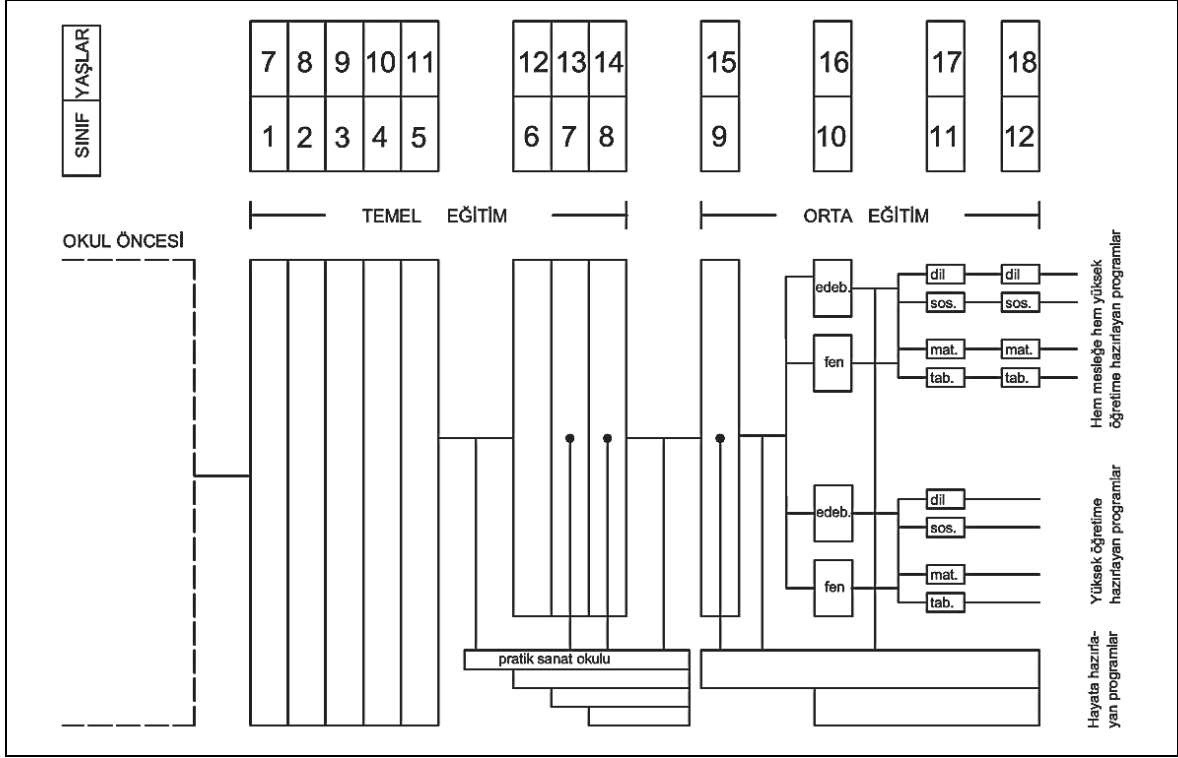 YAŞLAR
7 8 9 10 11 12 13 14 15 16 17 18
SINIF
1 2 3 4 5 6 7 8 9 10 11 12
TEMEL EĞİTİM
ORTA EĞİTİM
OKUL ÖNCESİ
edeb.
dil dil
sos. sos.
fen
mat. mat.
tab. tab.
Hem mesleğe hem yüksek
öğretime hazırlayan programlar
edeb.
dil
sos.
fen
mat.
tab.
Yüksek öğretime
hazırlayan programlar
pratik sanat okulu
Hayata hazırla-
yan programlar